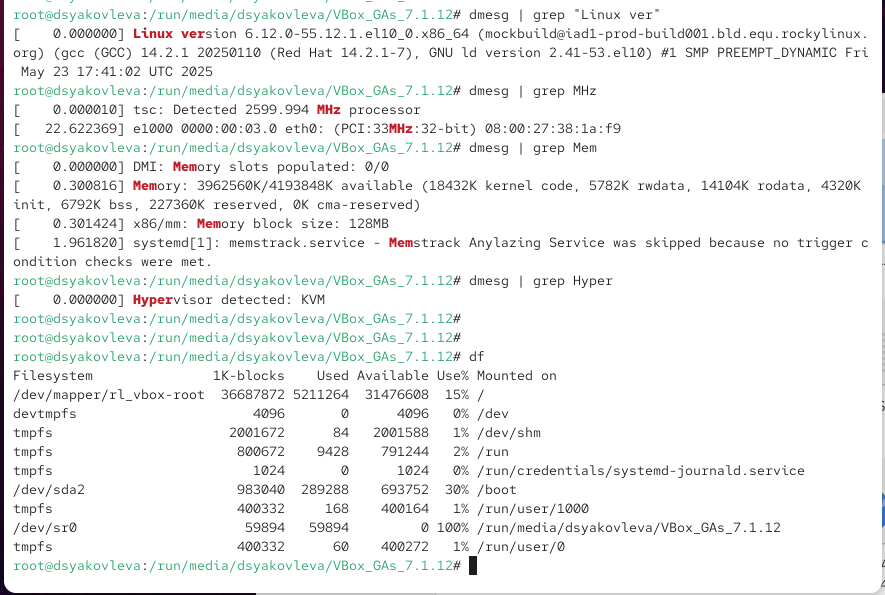 root@dsyakovleva:/run/media/dsyakovleva/VBox_GAs_7.1.12# dmesg | grep "Linux ver"
[    0.000000] Linux version 6.12.0-55.12.1.el10_0.x86_64 (mockbuild@iad1-prod-build001.bld.equ.rockylinux.
org) (gcc (GCC) 14.2.1 20250110 (Red Hat 14.2.1-7), GNU ld version 2.41-53.el10) #1 SMP PREEMPT_DYNAMIC Fri
 May 23 17:41:02 UTC 2025
root@dsyakovleva:/run/media/dsyakovleva/VBox_GAs_7.1.12# dmesg | grep MHz
[    0.000010] tsc: Detected 2599.994 MHz processor
[   22.622369] e1000 0000:00:03.0 eth0: (PCI:33MHz:32-bit) 08:00:27:38:1a:f9
root@dsyakovleva:/run/media/dsyakovleva/VBox_GAs_7.1.12# dmesg | grep Mem
[    0.000000] DMI: Memory slots populated: 0/0
[    0.300816] Memory: 3962560K/4193848K available (18432K kernel code, 5782K rwdata, 14104K rodata, 4320K
init, 6792K bss, 227360K reserved, 0K cma-reserved)
[    0.301424] x86/mm: Memory block size: 128MB
[    1.961820] systemd[1]: memstrack.service - Memstrack Anylazing Service was skipped because no trigger c
ondition checks were met.
root@dsyakovleva:/run/media/dsyakovleva/VBox_GAs_7.1.12# dmesg | grep Hyper
[    0.000000] Hypervisor detected: KVM
root@dsyakovleva:/run/media/dsyakovleva/VBox_GAs_7.1.12#
root@dsyakovleva:/run/media/dsyakovleva/VBox_GAs_7.1.12#
root@dsyakovleva:/run/media/dsyakovleva/VBox_GAs_7.1.12# df
Filesystem               1K-blocks    Used Available Use% Mounted on
/dev/mapper/rl_vbox-root  36687872 5211264  31476608  15% /
devtmpfs                      4096       0      4096   0% /dev
tmpfs                      2001672      84   2001588   1% /dev/shm
tmpfs                       800672    9428    791244   2% /run
tmpfs                         1024       0      1024   0% /run/credentials/systemd-journald.service
/dev/sda2                   983040  289288    693752  30% /boot
tmpfs                       400332     168    400164   1% /run/user/1000
/dev/sr0                     59894   59894         0 100% /run/media/dsyakovleva/VBox_GAs_7.1.12
tmpfs                       400332      60    400272   1% /run/user/0
root@dsyakovleva:/run/media/dsyakovleva/VBox_GAs_7.1.12#